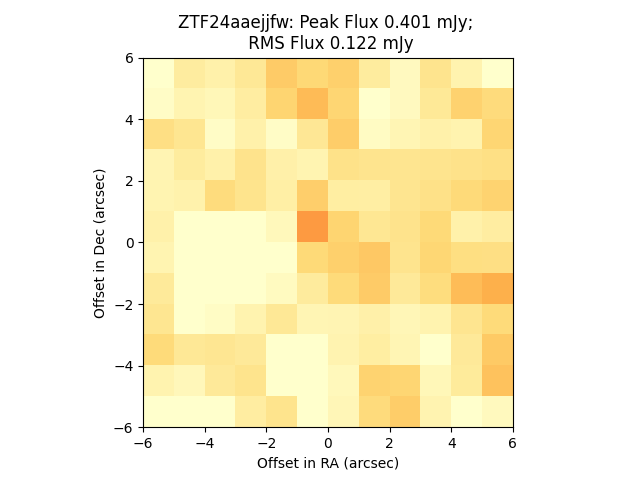 ZTF24aaejjfw: Peak Flux 0.401 mJy;
RMS Flux 0.122 mJy
6
4
2
0
−2
−4
−6
Offset in Dec (arcsec)
−6 −4 −2 0 2 4 6
Offset in RA (arcsec)